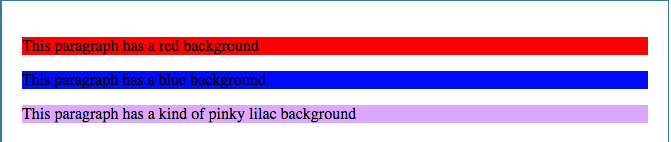 This paragraph has a red background
This paragraph has a blue background
This paragraph has a kind of pinky lilac background